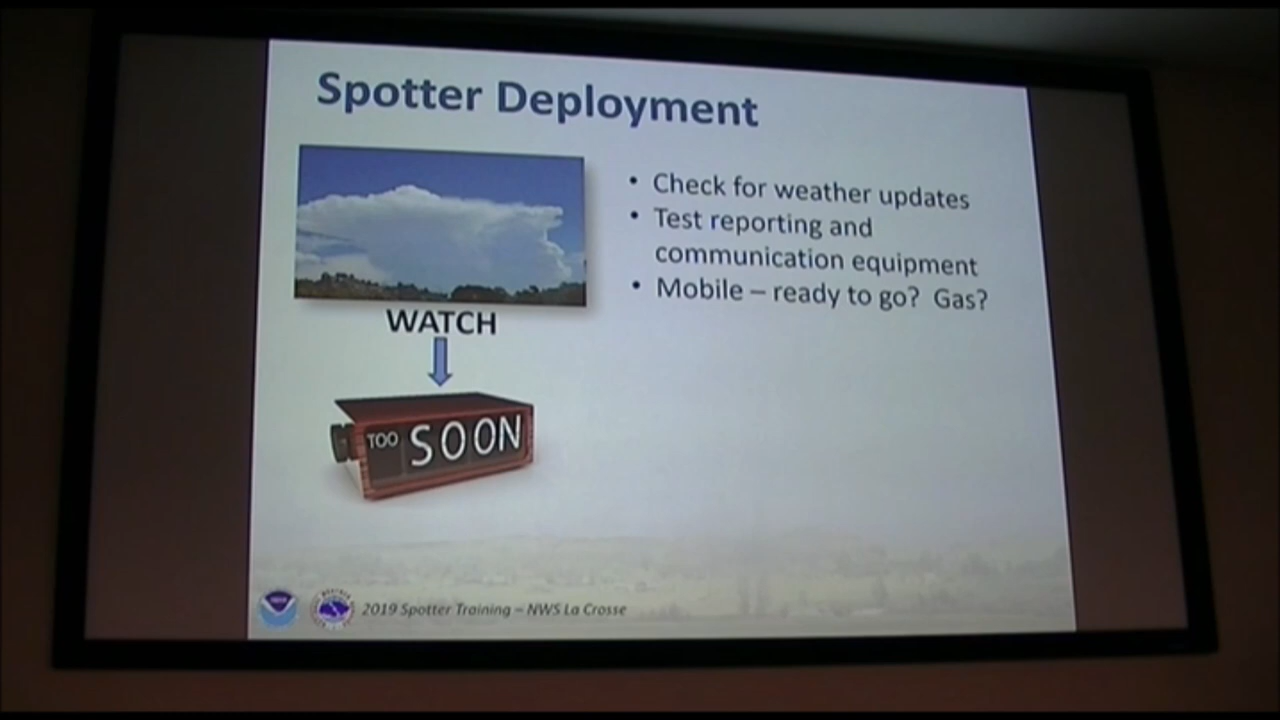 Spotter Deployment
• Check for weather updates
• Test reporting and
communication equipment
• Mobile – ready to go? Gas?
WATCH
TOO SOON
2019 Spotter Training – NWS La Crosse